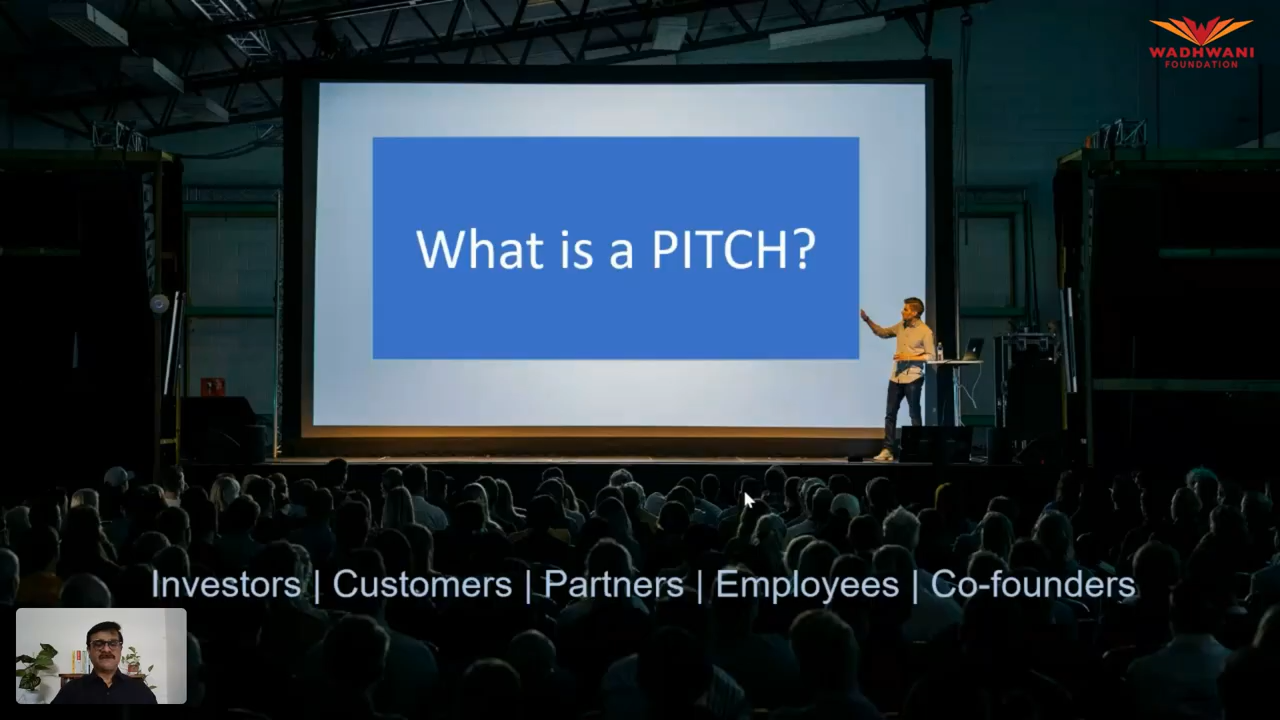 WADHWANI
FOUNDATION
What is a PITCH?
Investors | Customers | Partners | Employees | Co-founders